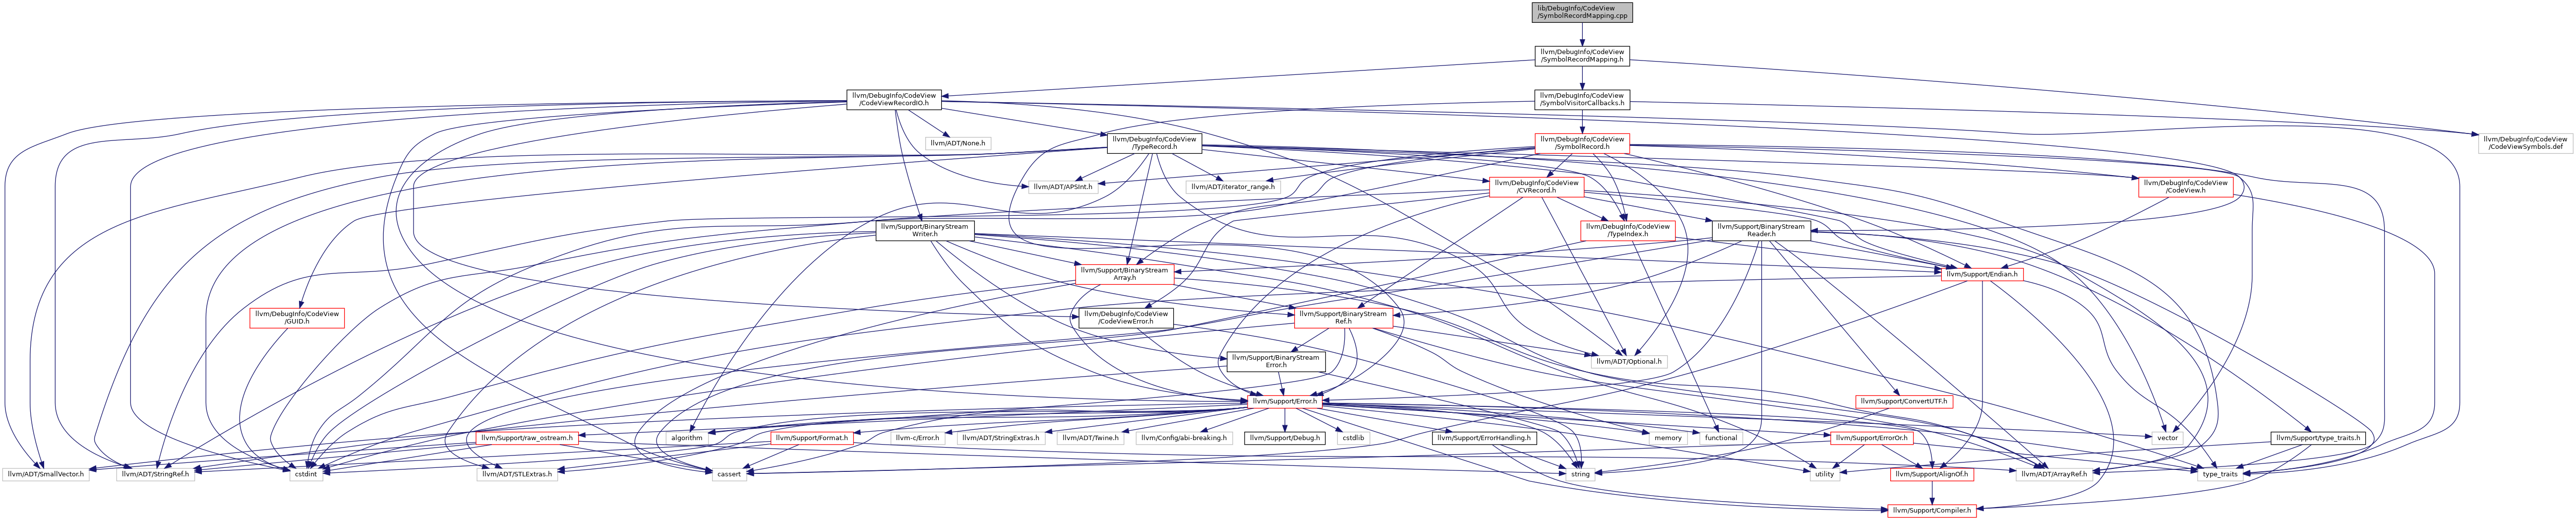 lib/DebugInfo/CodeView
/SymbolRecordMapping.cpp
llvm/DebugInfo/CodeView
/SymbolRecordMapping.h
llvm/DebugInfo/CodeView
/CodeViewRecordIO.h
llvm/DebugInfo/CodeView
/SymbolVisitorCallbacks.h
llvm/ADT/None.h
llvm/DebugInfo/CodeView
/TypeRecord.h
llvm/DebugInfo/CodeView
/SymbolRecord.h
llvm/DebugInfo/CodeView
/CodeViewSymbols.def
llvm/ADT/APSInt.h
llvm/ADT/iterator_range.h
llvm/DebugInfo/CodeView
/CVRecord.h
llvm/DebugInfo/CodeView
/CodeView.h
llvm/Support/BinaryStream
Writer.h
llvm/DebugInfo/CodeView
/TypeIndex.h
llvm/Support/BinaryStream
Reader.h
llvm/Support/BinaryStream
Array.h
llvm/Support/Endian.h
llvm/DebugInfo/CodeView
/GUID.h
llvm/DebugInfo/CodeView
/CodeViewError.h
llvm/Support/BinaryStream
Ref.h
llvm/Support/BinaryStream
Error.h
llvm/ADT/Optional.h
llvm/Support/Error.h
llvm/Support/ConvertUTF.h
llvm/Support/raw_ostream.h
algorithm
llvm/Support/Format.h
llvm-c/Error.h
llvm/ADT/StringExtras.h
llvm/ADT/Twine.h
llvm/Config/abi-breaking.h
llvm/Support/Debug.h
cstdlib
llvm/Support/ErrorHandling.h
memory
functional
llvm/Support/ErrorOr.h
vector
llvm/Support/type_traits.h
llvm/ADT/SmallVector.h
llvm/ADT/StringRef.h
cstdint
llvm/ADT/STLExtras.h
cassert
string
utility
llvm/Support/AlignOf.h
llvm/ADT/ArrayRef.h
type_traits
llvm/Support/Compiler.h